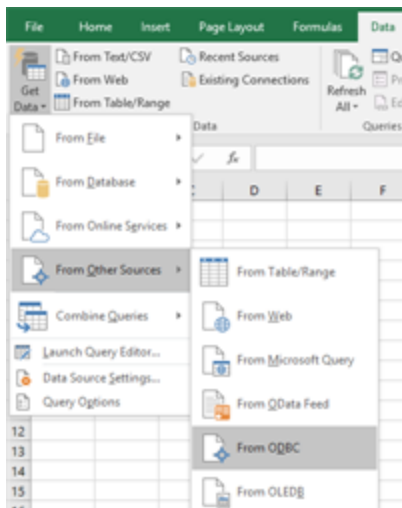 File Home Insert Page Layout Formulas Data
From Text/CSV Recent Sources
From Web Existing Connections
Get Data From Table/Range
Refresh All
Data Queries
From File fx
From Database D E F
From Online Services
From Other Sources From Table/Range
Combine Queries From Web
Launch Query Editor... From Microsoft Query
Data Source Settings...
Query Options From OData Feed
12
13 From ODBC
14
15 From OLEDB